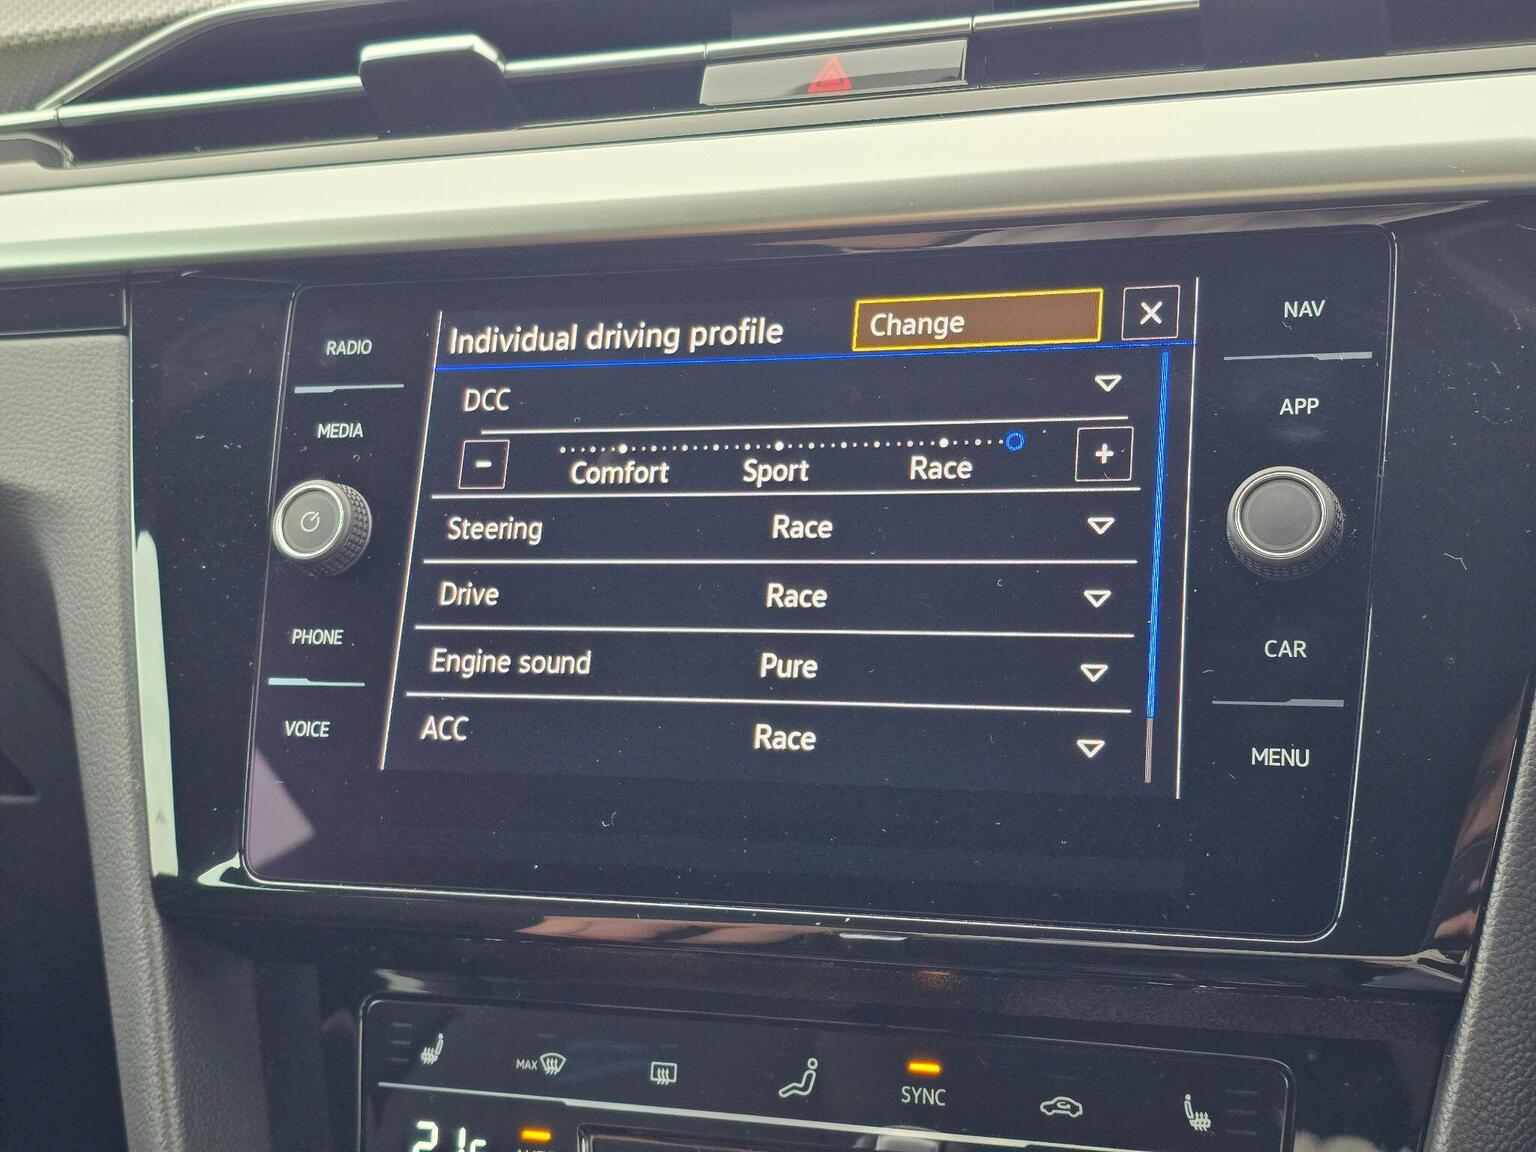 RADIO
MEDIA
PHONE
VOICE
Individual driving profile
Change
DCC
-
+
Comfort Sport Race
Steering Race
Drive Race
Engine sound Pure
ACC Race
NAV
APP
CAR
MENU
MAX
SYNC